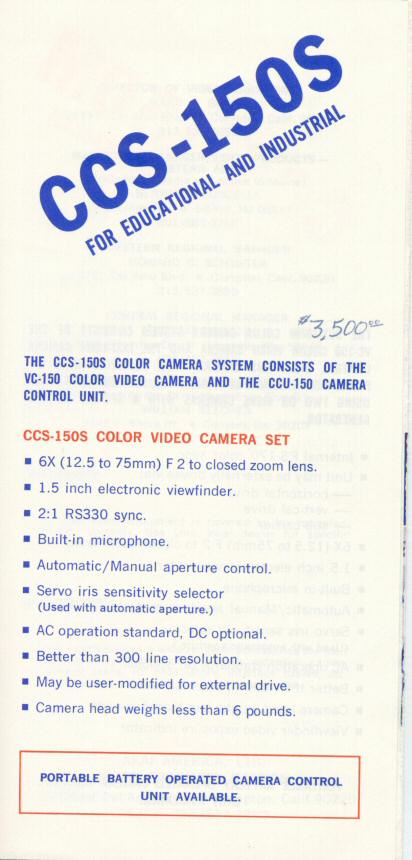 CCS-150S
FOR EDUCATIONAL AND INDUSTRIAL
$3,500.00
THE CCS-150S COLOR CAMERA SYSTEM CONSISTS OF THE
VC-150 COLOR VIDEO CAMERA AND THE CCU-150 CAMERA
CONTROL UNIT.
CCS-150S COLOR VIDEO CAMERA SET
■ 6X (12.5 to 75mm) F 2 to closed zoom lens.
■ 1.5 inch electronic viewfinder.
■ 2:1 RS330 sync.
■ Built-in microphone.
■ Automatic/Manual aperture control.
■ Servo iris sensitivity selector
(Used with automatic aperture.)
■ AC operation standard, DC optional.
■ Better than 300 line resolution.
■ May be user-modified for external drive.
■ Camera head weighs less than 6 pounds.
PORTABLE BATTERY OPERATED CAMERA CONTROL
UNIT AVAILABLE.